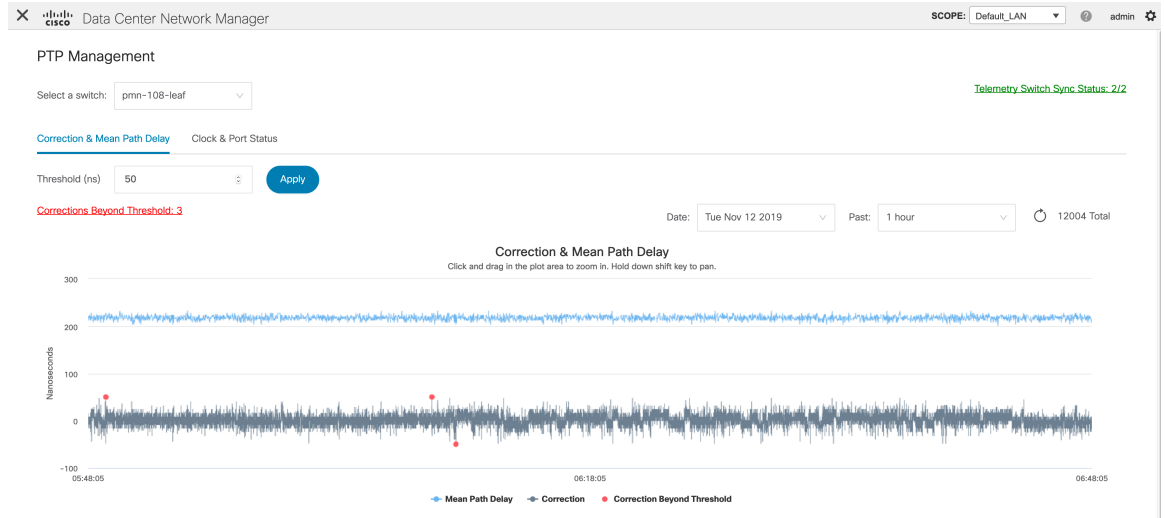 cisco Data Center Network Manager SCOPE: Default_LAN admin
PTP Management
Select a switch: pmn-108-leaf Telemetry Switch Sync Status: 2/2
Correction & Mean Path Delay Clock & Port Status
Threshold (ns) 50 Apply
Corrections Beyond Threshold: 3
Date: Tue Nov 12 2019 Past: 1 hour 12004 Total
Correction & Mean Path Delay
Click and drag in the plot area to zoom in. Hold down shift key to pan.
300
200
100
0
-100
Nanoseconds
05:48:05 06:18:05 06:48:05
Mean Path Delay Correction Correction Beyond Threshold